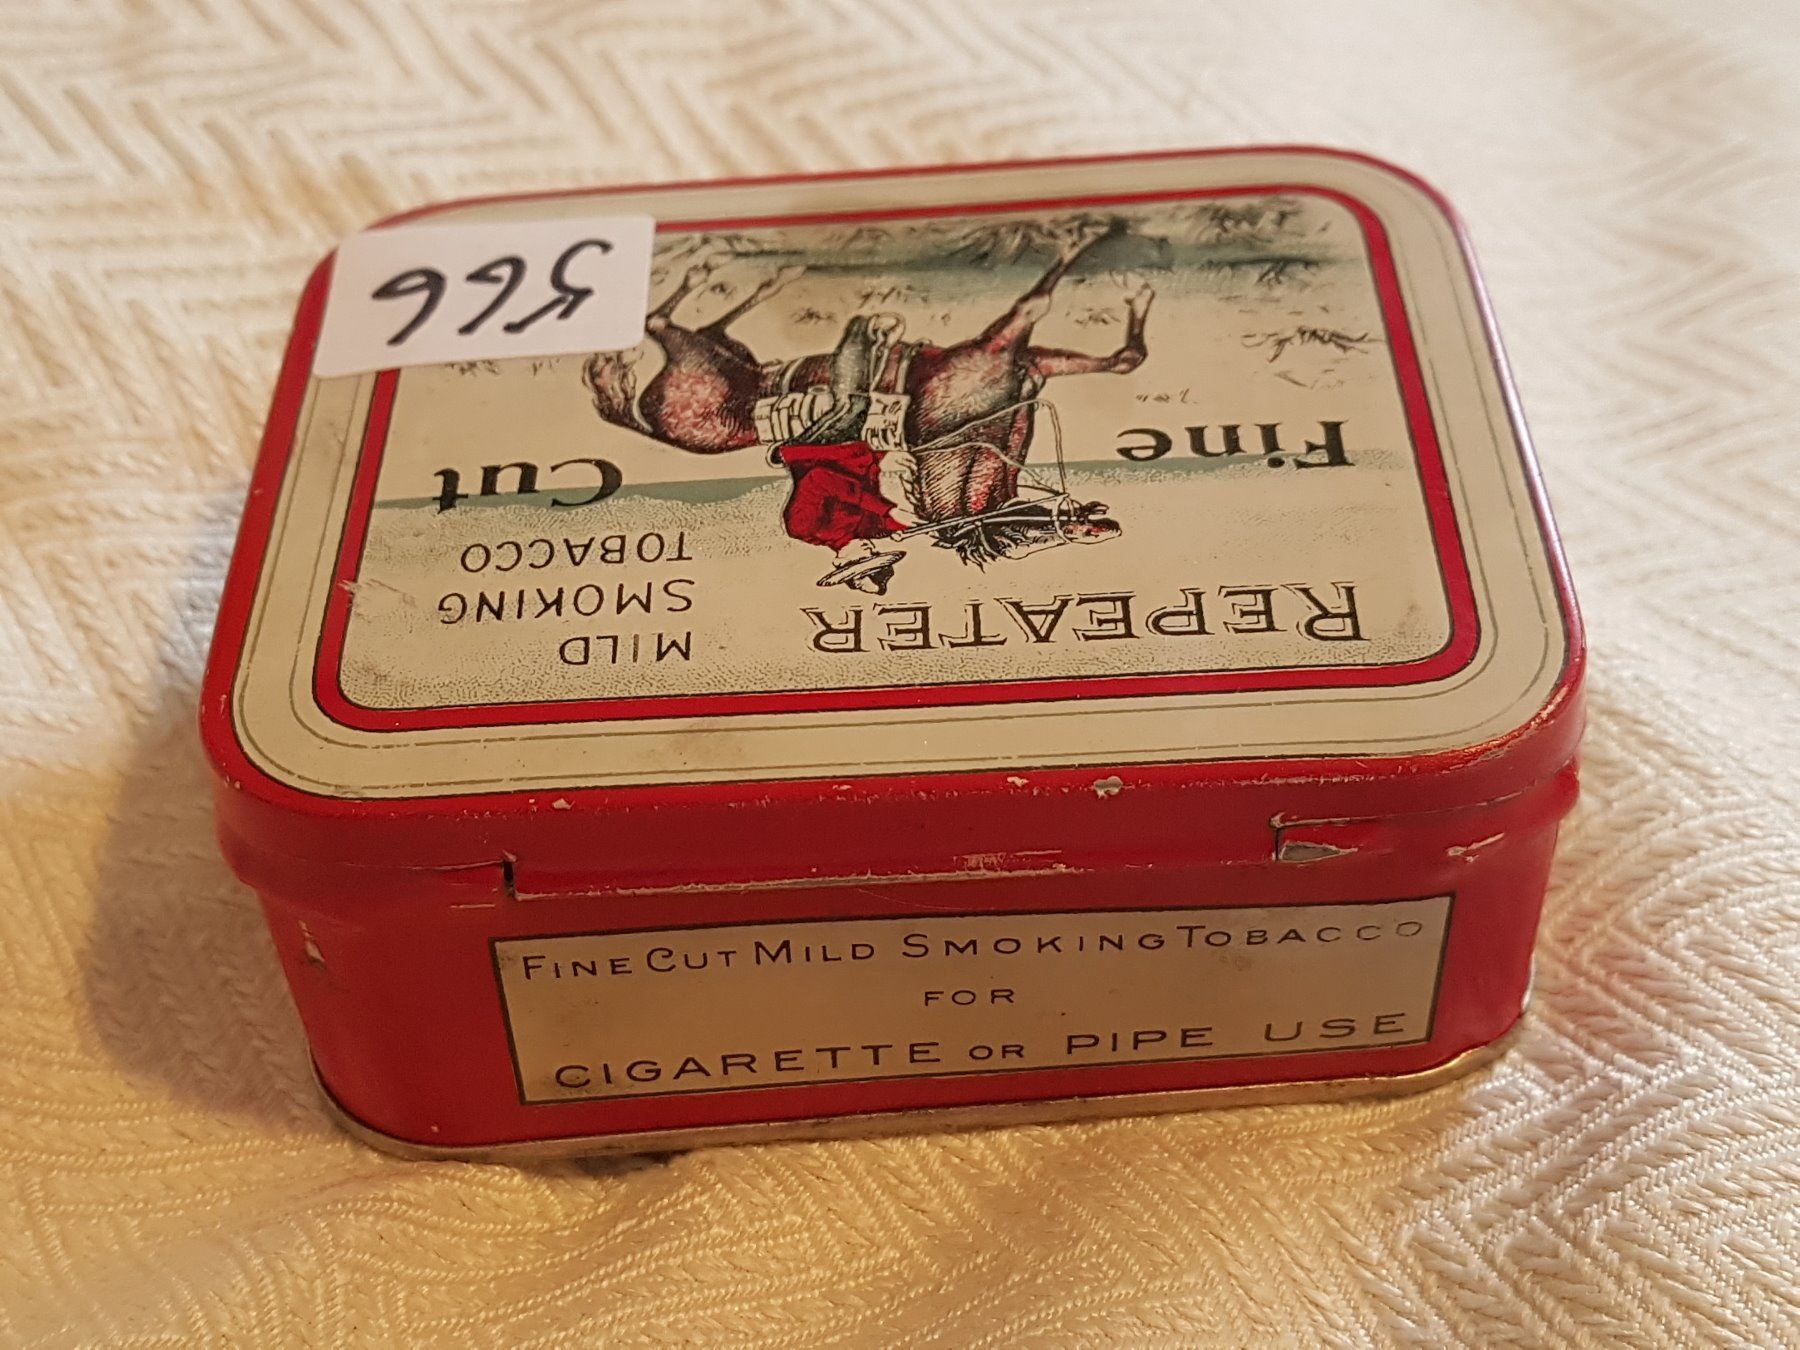 REPEATER
MILD
SMOKING
TOBACCO
Fine Cut
566
FINE CUT MILD SMOKING TOBACCO
FOR
CIGARETTE OR PIPE USE